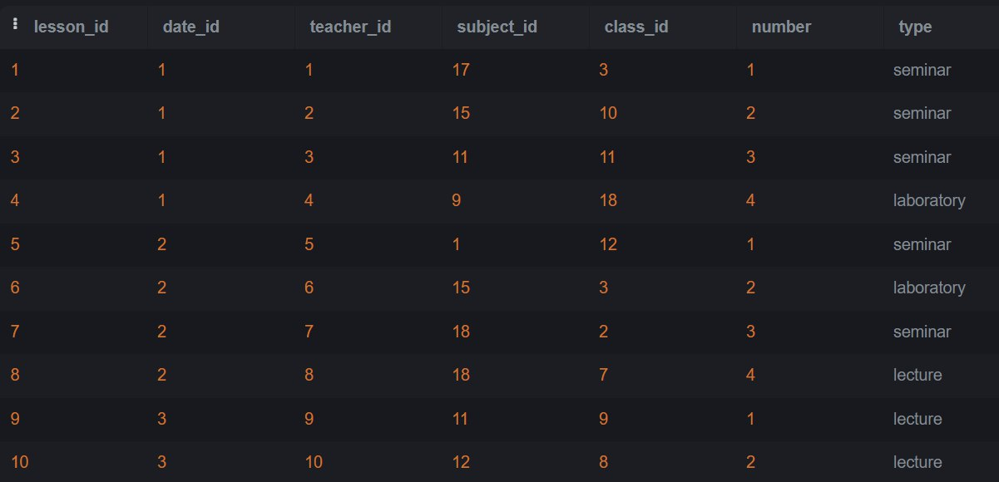 lesson_id date_id teacher_id subject_id class_id number type
1 1 1 17 3 1 seminar
2 1 2 15 10 2 seminar
3 1 3 11 11 3 seminar
4 1 4 9 18 4 laboratory
5 2 5 1 12 1 seminar
6 2 6 15 3 2 laboratory
7 2 7 18 2 3 seminar
8 2 8 18 7 4 lecture
9 3 9 11 9 1 lecture
10 3 10 12 8 2 lecture